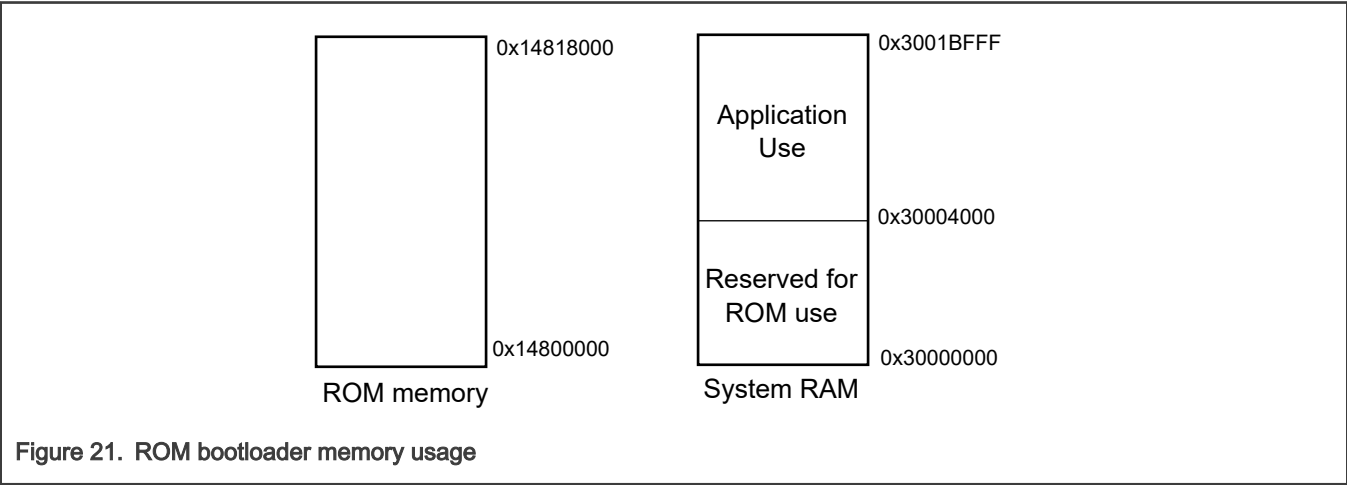 0x14818000
0x14800000
ROM memory
0x3001BFFF
Application
Use
0x30004000
Reserved for
ROM use
0x30000000
System RAM
Figure 21. ROM bootloader memory usage